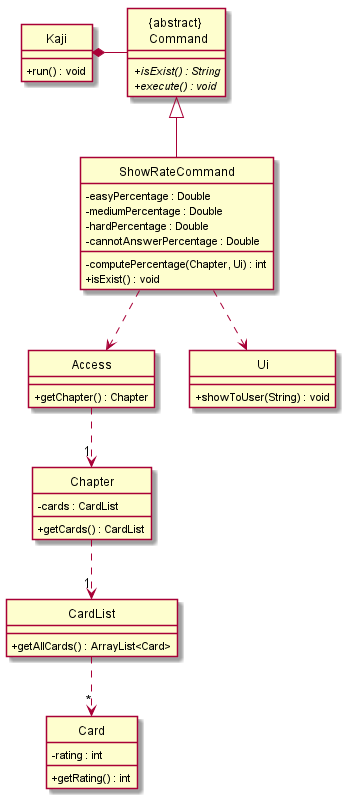 Kaji
+run() : void
{abstract}
Command
+isExist() : String
+execute() : void
ShowRateCommand
-easyPercentage : Double
-mediumPercentage : Double
-hardPercentage : Double
-cannotAnswerPercentage : Double
-computePercentage(Chapter, Ui) : int
+isExist() : void
Access
+getChapter() : Chapter
Ui
+showToUser(String) : void
1
Chapter
-cards : CardList
+getCards() : CardList
1
CardList
+getAllCards() : ArrayList<Card>
*
Card
-rating : int
+getRating() : int